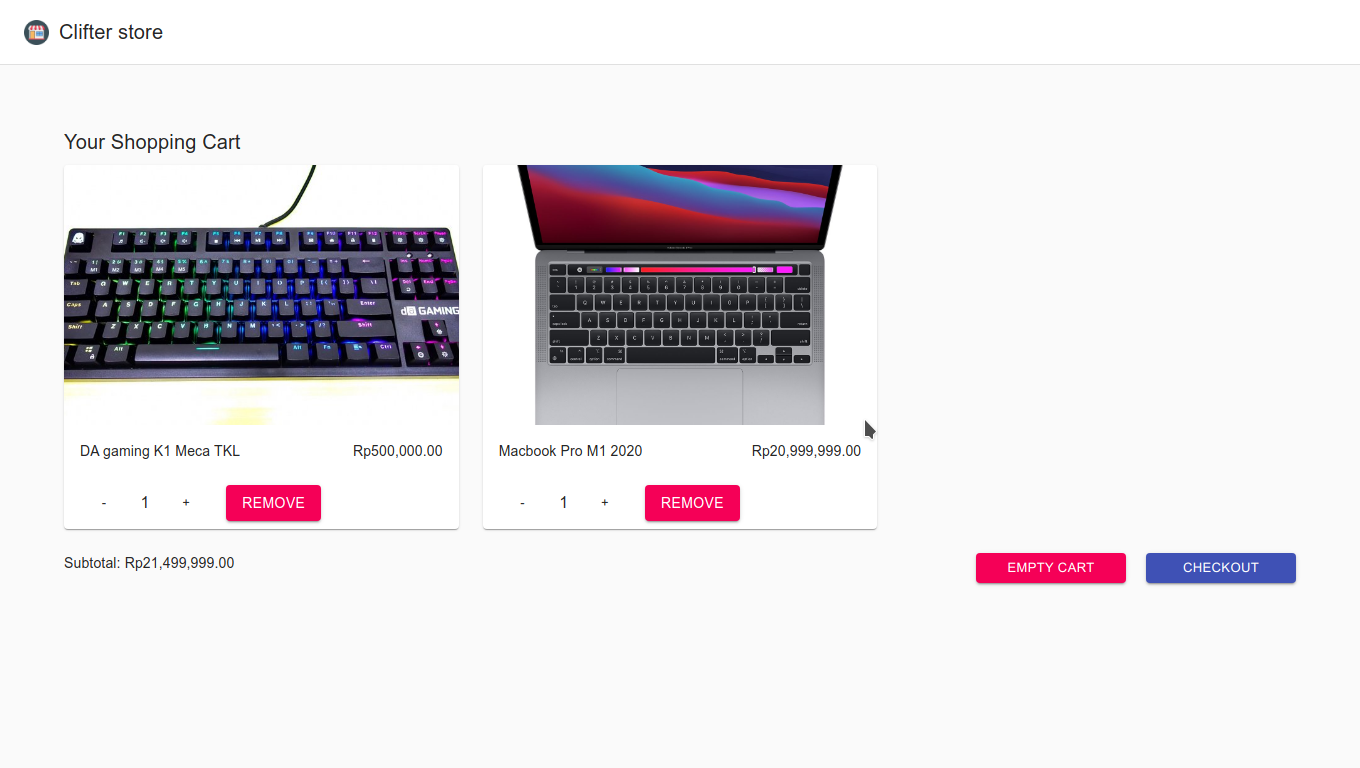 Clifter store
Your Shopping Cart
DA gaming K1 Meca TKL Rp500,000.00
- 1 + REMOVE
Macbook Pro M1 2020 Rp20,999,999.00
- 1 + REMOVE
Subtotal: Rp21,499,999.00
EMPTY CART CHECKOUT